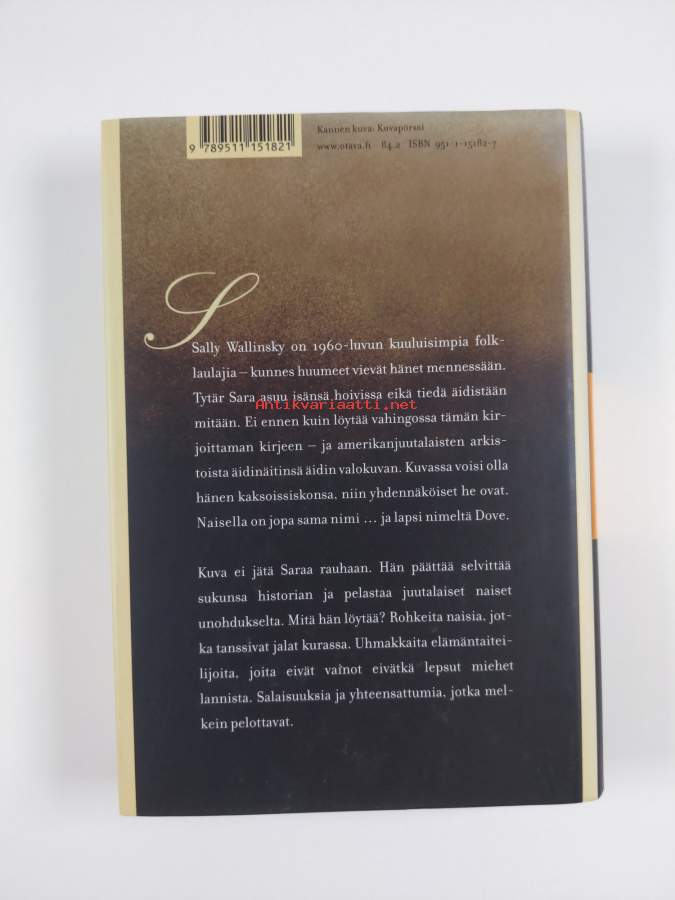 Kannen kuva: Kuvapörssi
9 789511 151821
www.otava.fi 84.2 ISBN 951-1-15182-7
Sally Wallinsky on 1960-luvun kuuluisimpia folk-
laulajia – kunnes huumeet vievät hänet mennessään.
Tytär Sara asuu isänsä hoivissa eikä tiedä äidistään
Antikvariaatti.net
mitään. Ei ennen kuin löytää vahingossa tämän kir-
joittaman kirjeen – ja amerikanjuutalaisten arkis-
toista äidinäitinsä äidin valokuvan. Kuvassa voisi olla
hänen kaksoissiskonsa, niin yhdennäköiset he ovat.
Naisella on jopa sama nimi ... ja lapsi nimeltä Dove.
Kuva ei jätä Saraa rauhaan. Hän päättää selvittää
sukunsa historian ja pelastaa juutalaiset naiset
unohdukselta. Mitä hän löytää? Rohkeita naisia, jot-
ka tanssivat jalat kurassa. Uhmakkaita elämäntaitei-
lijoita, joita eivät vainot eivätkä lepsut miehet
lannista. Salaisuuksia ja yhteensattumia, jotka mel-
kein pelottavat.